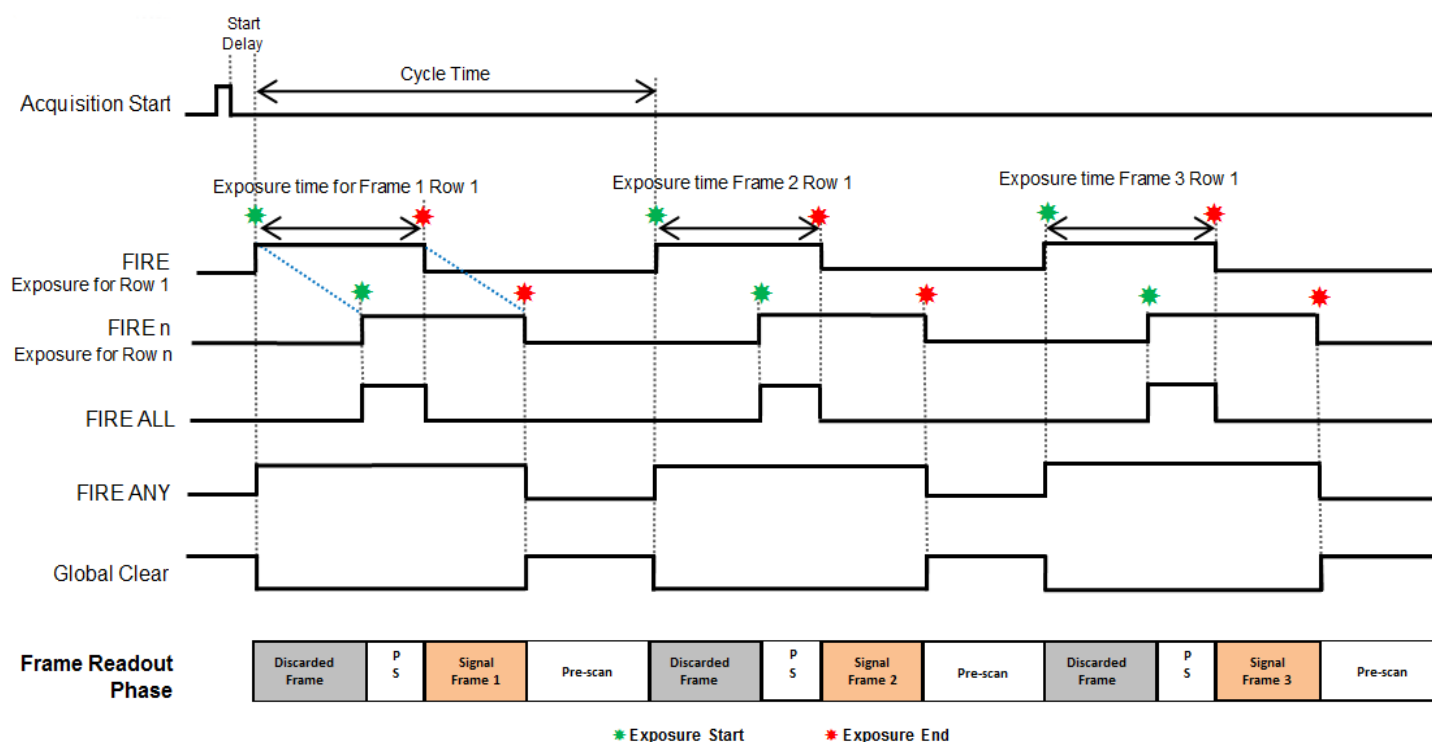 Start
Delay
Cycle Time
Acquisition Start
Exposure time for Frame 1 Row 1
Exposure time Frame 2 Row 1
Exposure time Frame 3 Row 1
FIRE
Exposure for Row 1
FIRE n
Exposure for Row n
FIRE ALL
FIRE ANY
Global Clear
Frame Readout
Phase
Discarded
Frame
P
S
Signal
Frame 1
Pre-scan
Discarded
Frame
P
S
Signal
Frame 2
Pre-scan
Discarded
Frame
P
S
Signal
Frame 3
Pre-scan
Exposure Start
Exposure End